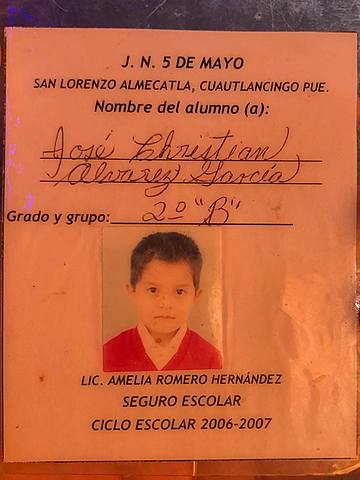 J. N. 5 DE MAYO
SAN LORENZO ALMECATLA, CUAUTLANCINGO PUE.
Nombre del alumno (a):
José Christian
Alvarez García
Grado y grupo: 2º "B"
LIC. AMELIA ROMERO HERNÁNDEZ
SEGURO ESCOLAR
CICLO ESCOLAR 2006-2007